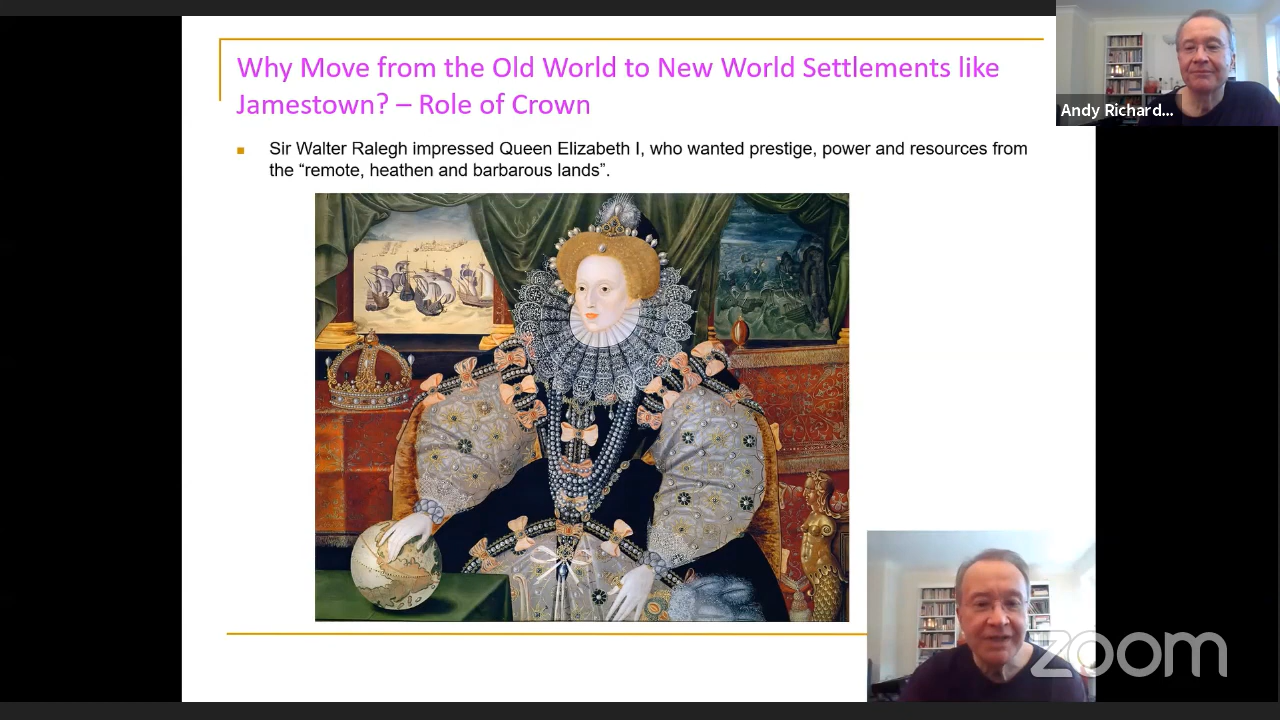 Why Move from the Old World to New World Settlements like
Jamestown? – Role of Crown
Sir Walter Ralegh impressed Queen Elizabeth I, who wanted prestige, power and resources from
the “remote, heathen and barbarous lands”.
Andy Richard...
zoom